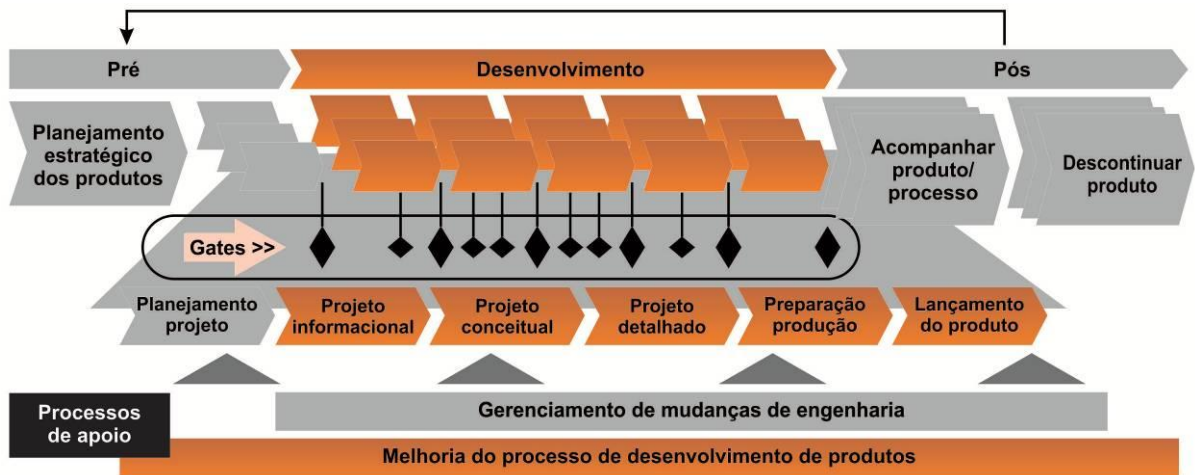 Pré
Desenvolvimento
Pós
Planejamento
estratégico
dos produtos
Acompanhar
produto/
processo
Descontinuar
produto
Gates >>
Planejamento
projeto
Projeto
informacional
Projeto
conceitual
Projeto
detalhado
Preparação
produção
Lançamento
do produto
Processos
de apoio
Gerenciamento de mudanças de engenharia
Melhoria do processo de desenvolvimento de produtos